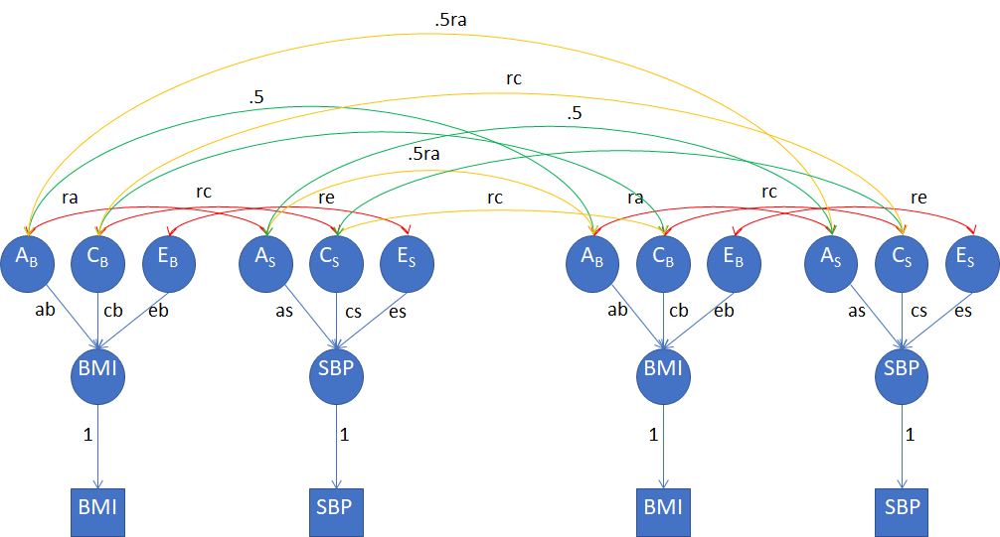 .5ra
rc
.5
.5
.5ra
ra rc re rc ra rc re
AB CB EB AS CS ES AB CB EB AS CS ES
ab cb eb as cs es ab cb eb as cs es
BMI SBP BMI SBP
1 1 1 1
BMI SBP BMI SBP